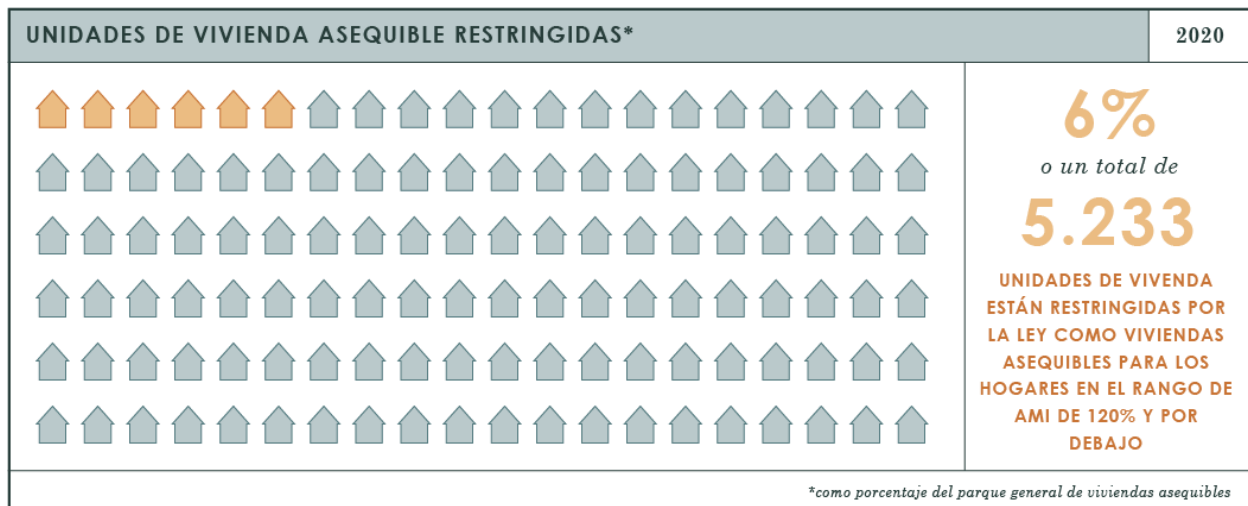 UNIDADES DE VIVIENDA ASEQUIBLE RESTRINGIDAS*
2020
6%
o un total de
5.233
UNIDADES DE VIVENDA
ESTÁN RESTRINGIDAS POR
LA LEY COMO VIVIENDAS
ASEQUIBLES PARA LOS
HOGARES EN EL RANGO DE
AMI DE 120% Y POR
DEBAJO
*como porcentaje del parque general de viviendas asequibles